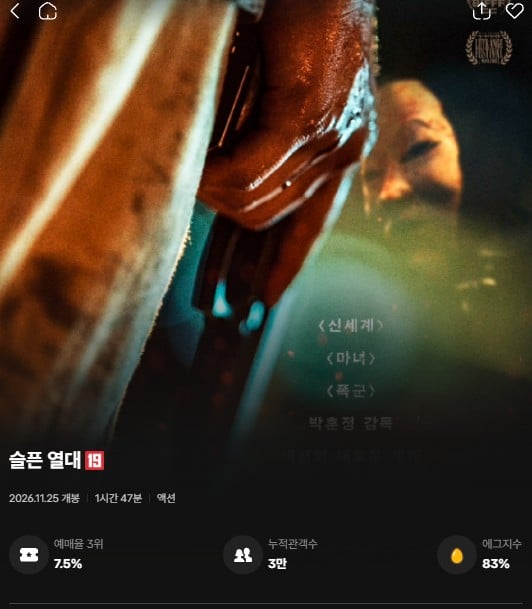 <신세계>
<마녀>
<폭군>
박훈정 감독
슬픈 열대 19
2026.11.25 개봉 | 1시간 47분 | 액션
예매율 3위
7.5%
누적관객수
3만
에그지수
83%